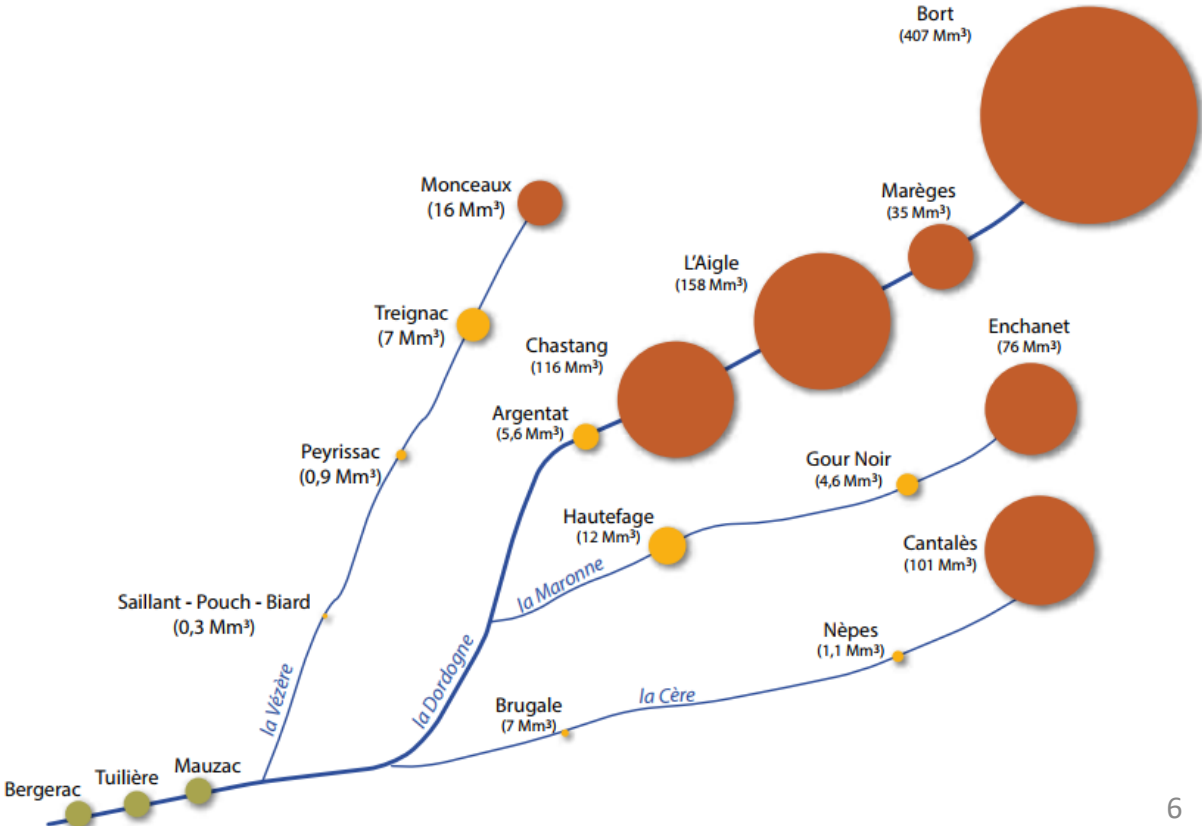 Bort
(407 Mm³)
Monceaux
(16 Mm³)
Marèges
(35 Mm³)
L'Aigle
(158 Mm³)
Treignac
(7 Mm³)
Enchanet
(76 Mm³)
Chastang
(116 Mm³)
Argentat
(5,6 Mm³)
Peyrissac
(0,9 Mm³)
Gour Noir
(4,6 Mm³)
Hautefage
(12 Mm³)
Cantalès
(101 Mm³)
la Maronne
Saillant - Pouch - Biard
(0,3 Mm³)
Nèpes
(1,1 Mm³)
la Vézère
la Dordogne
la Cère
Brugale
(7 Mm³)
Mauzac
Tuilière
Bergerac
6